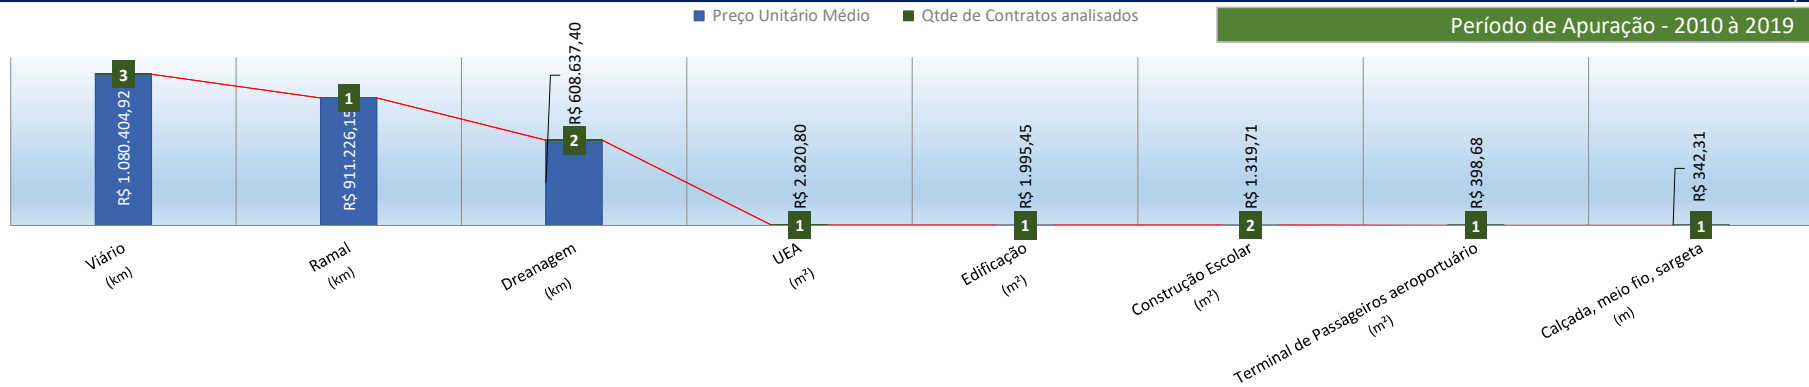 Preço Unitário Médio
Qtde de Contratos analisados
Período de Apuração - 2010 à 2019
3
R$ 1.080.404,92
1
R$ 911.226,15
R$ 608.637,40
2
R$ 2.820,80
1
R$ 1.995,45
1
R$ 1.319,71
2
R$ 398,68
1
R$ 342,31
1
Viário
(km)
Ramal
(km)
Dreanagem
(km)
UEA
(m²)
Edificação
(m²)
Construção Escolar
(m²)
Terminal de Passageiros aeroportuário
(m²)
Calçada, meio fio, sargeta
(m)